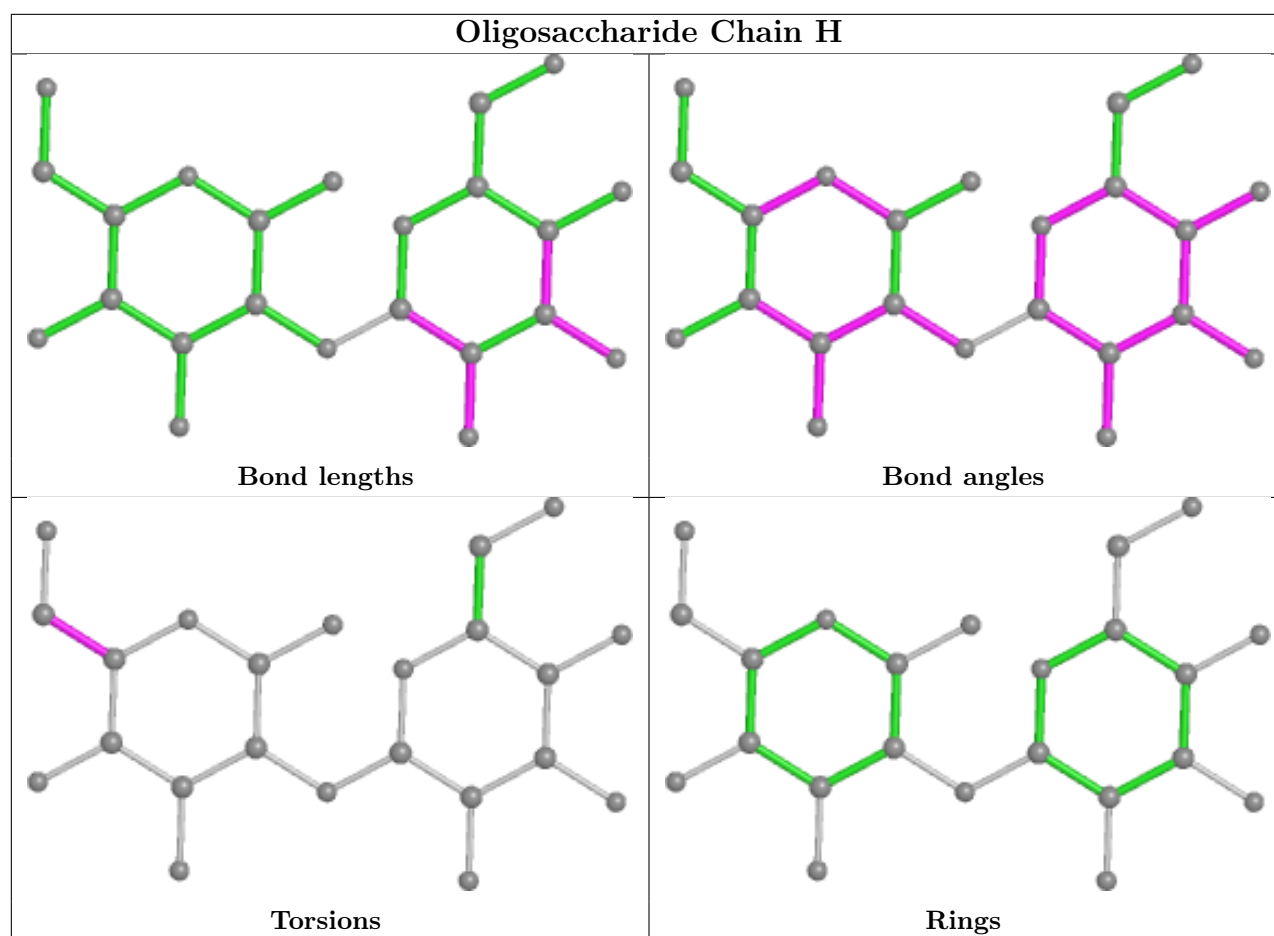 Oligosaccharide Chain H
Bond lengths
Bond angles
Torsions
Rings